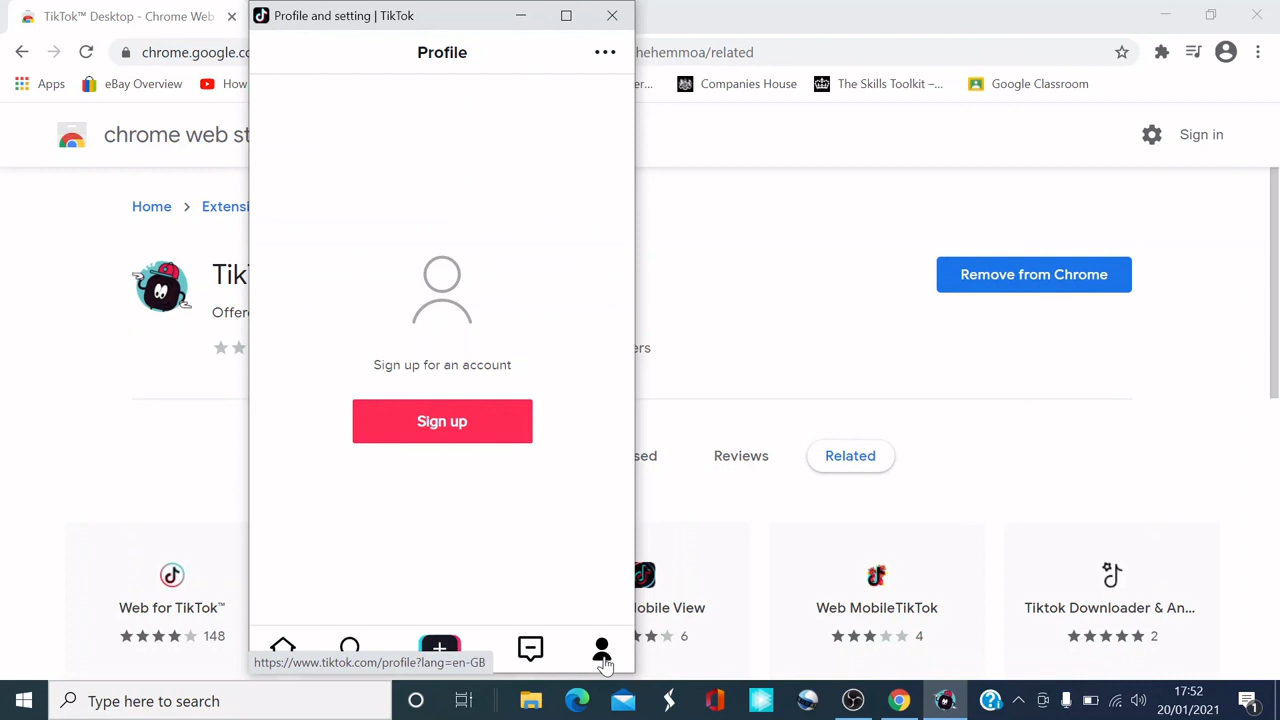 TikTok™ Desktop - Chrome Web
Profile and setting | TikTok
chrome.google.co
hehemmoa/related
Profile
Apps
eBay Overview
How
er...
Companies House
The Skills Toolkit –...
Google Classroom
chrome web st
Sign in
Home
Extensi
Tik
Remove from Chrome
Offere
ers
Sign up for an account
Sign up
sed
Reviews
Related
Web for TikTok™
148
obile View
6
Web MobileTikTok
4
Tiktok Downloader & An...
2
https://www.tiktok.com/profile?lang=en-GB
Type here to search
17:52
20/01/2021
1